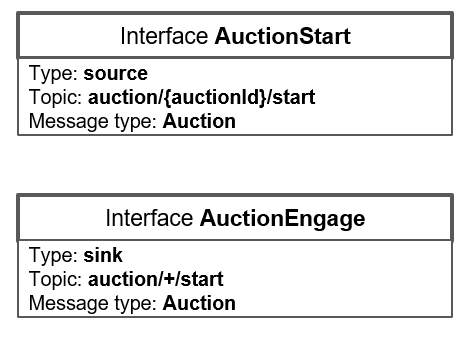 Interface AuctionStart
Type: source
Topic: auction/{auctionId}/start
Message type: Auction
Interface AuctionEngage
Type: sink
Topic: auction/+/start
Message type: Auction